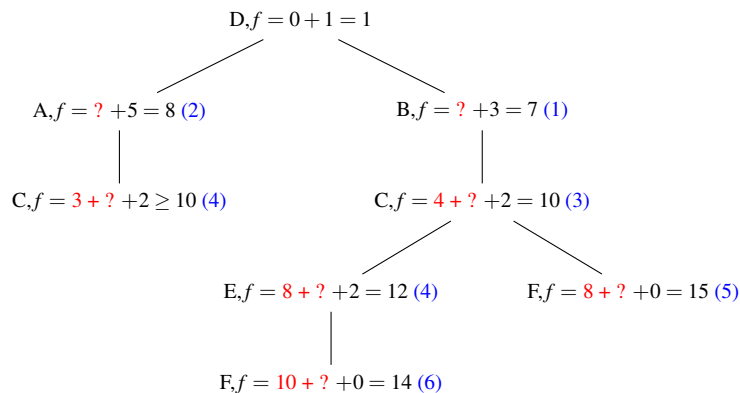 D, f = 0 + 1 = 1
A, f = ? +5 = 8 (2)
B, f = ? +3 = 7 (1)
C, f = 3 + ? +2 ≥ 10 (4)
C, f = 4 + ? +2 = 10 (3)
E, f = 8 + ? +2 = 12 (4)
F, f = 8 + ? +0 = 15 (5)
F, f = 10 + ? +0 = 14 (6)